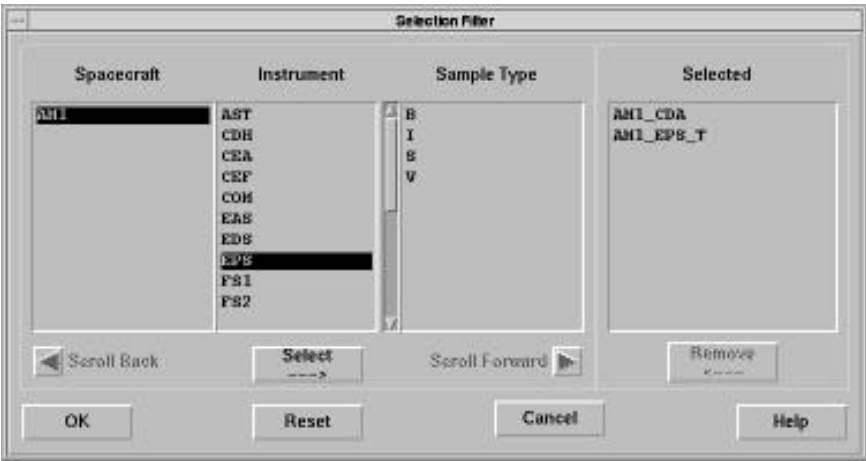 Selection Filter
Spacecraft Instrument Sample Type Selected
AM1
AST
CDH
CEA
CEF
COM
EAS
EDS
EPS
FS1
FS2
B
I
S
V
AM1_CDA
AM1_EPS_T
Scroll Back
Select
--->
Scroll Forward
Remove
<---
OK Reset Cancel Help